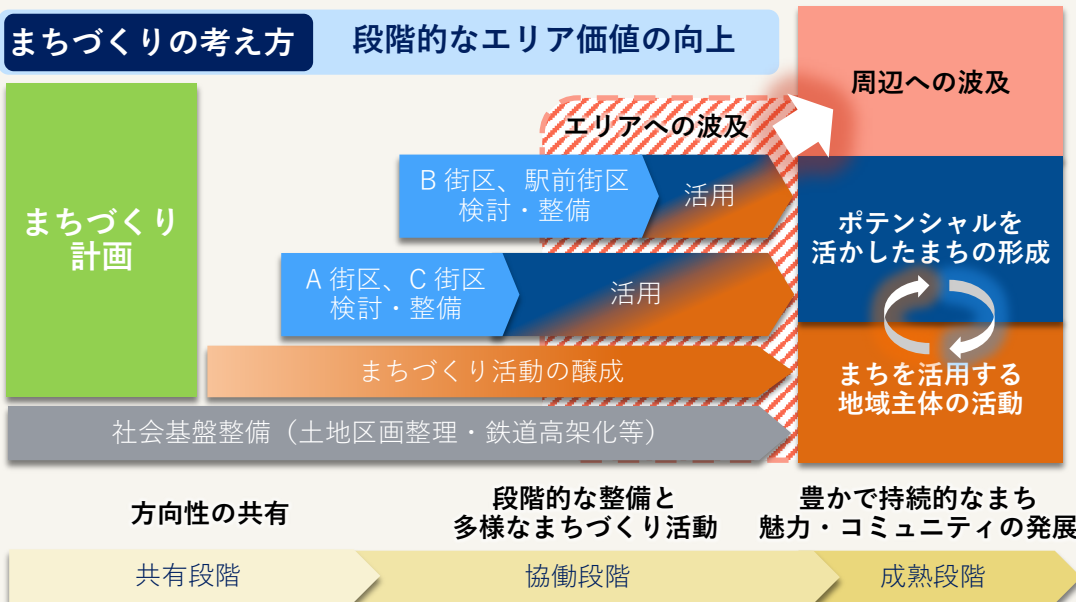 まちづくりの考え方
段階的なエリア価値の向上
周辺への波及
エリアへの波及
B 街区、駅前街区
検討・整備
活用
まちづくり
計画
ポテンシャルを
活かしたまちの形成
A 街区、C 街区
検討・整備
活用
まちづくり活動の醸成
まちを活用する
地域主体の活動
社会基盤整備（土地区画整理・鉄道高架化等）
方向性の共有
段階的な整備と
多様なまちづくり活動
豊かで持続的なまち
魅力・コミュニティの発展
共有段階
協働段階
成熟段階